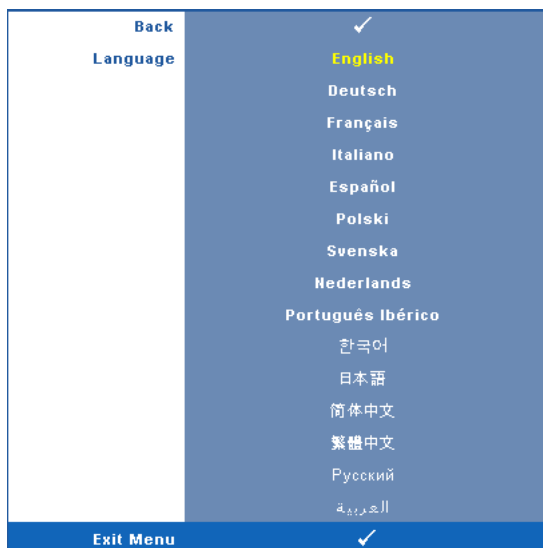 Back ✓
Language English
Deutsch
Français
Italiano
Español
Polski
Svenska
Nederlands
Português Ibérico
한국어
日本語
简体中文
繁體中文
Русский
العربية
Exit Menu ✓